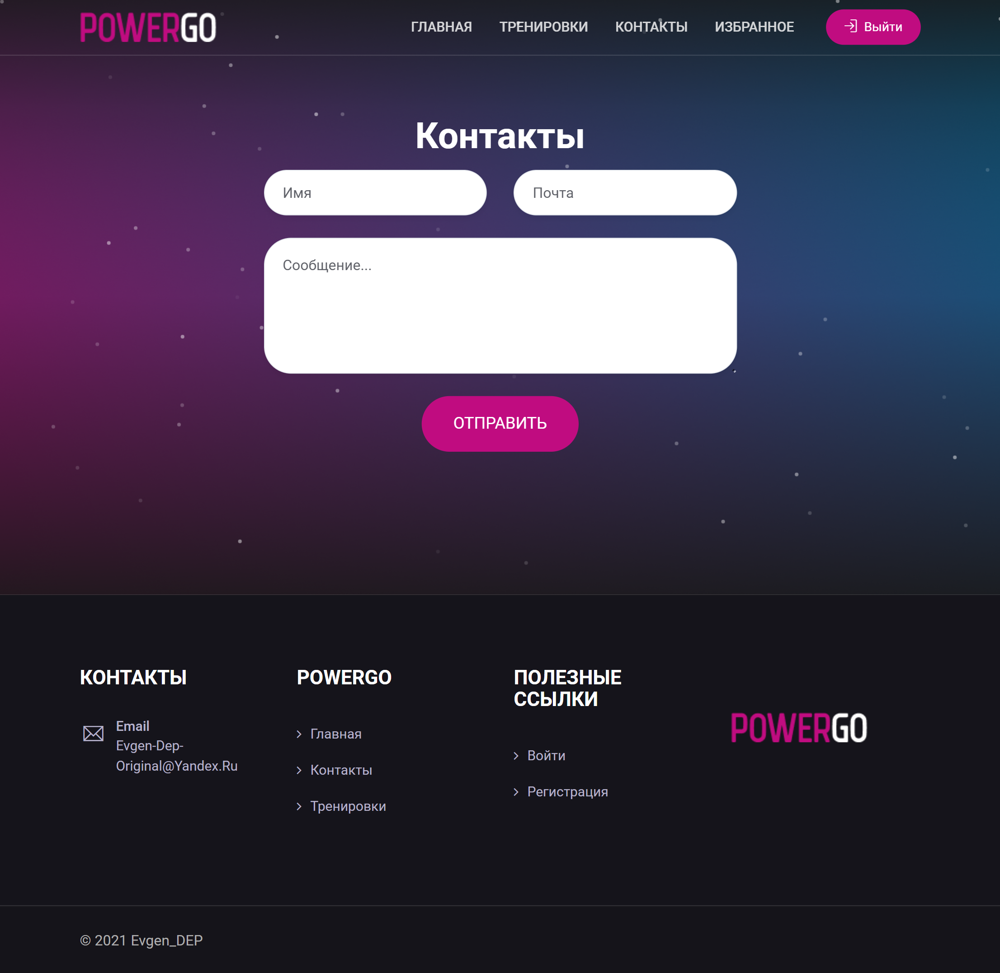 POWERGO
ГЛАВНАЯ ТРЕНИРОВКИ КОНТАКТЫ ИЗБРАННОЕ Выйти
Контакты
Имя
Почта
Сообщение...
ОТПРАВИТЬ
КОНТАКТЫ
Email
Evgen-Dep-
Original@Yandex.Ru
POWERGO
Главная
Контакты
Тренировки
ПОЛЕЗНЫЕ
ССЫЛКИ
Войти
Регистрация
POWERGO
© 2021 Evgen_DEP